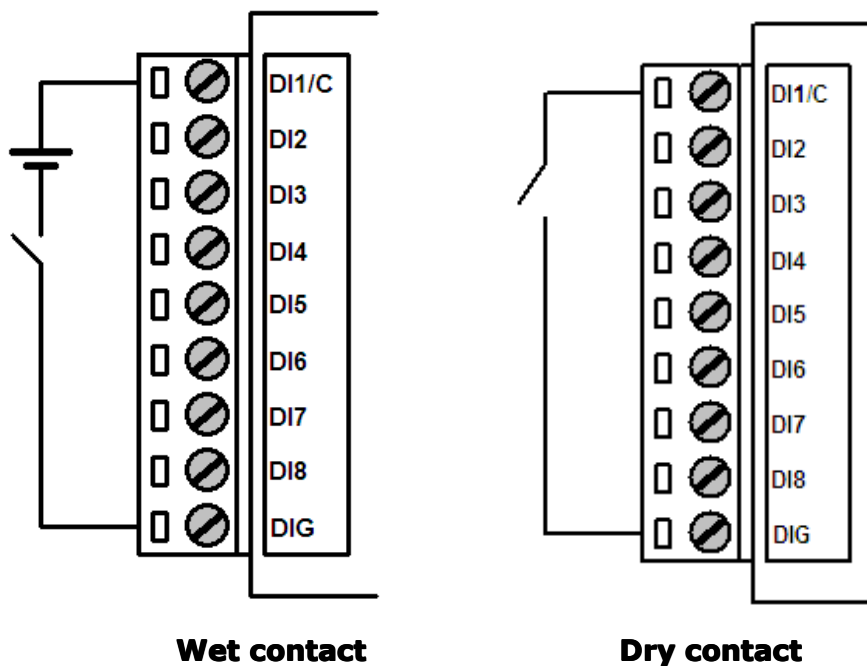 DI1/C
DI2
DI3
DI4
DI5
DI6
DI7
DI8
DIG
Wet contact
DI1/C
DI2
DI3
DI4
DI5
DI6
DI7
DI8
DIG
Dry contact